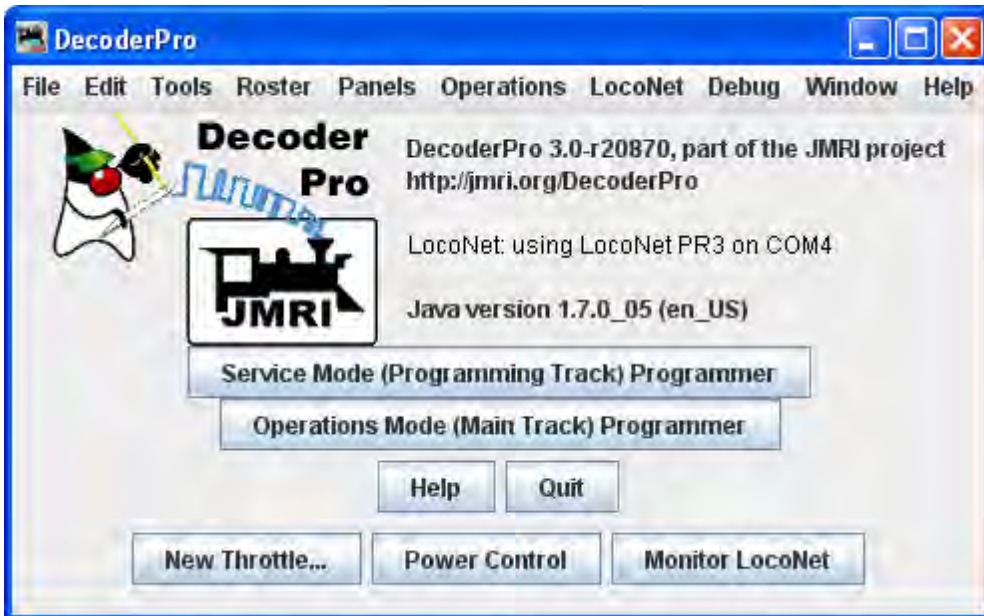 DecoderPro
File Edit Tools Roster Panels Operations LocoNet Debug Window Help
Decoder
Pro
JMRI
DecoderPro 3.0-r20870, part of the JMRI project
http://jmri.org/DecoderPro
LocoNet: using LocoNet PR3 on COM4
Java version 1.7.0_05 (en_US)
Service Mode (Programming Track) Programmer
Operations Mode (Main Track) Programmer
Help Quit
New Throttle... Power Control Monitor LocoNet